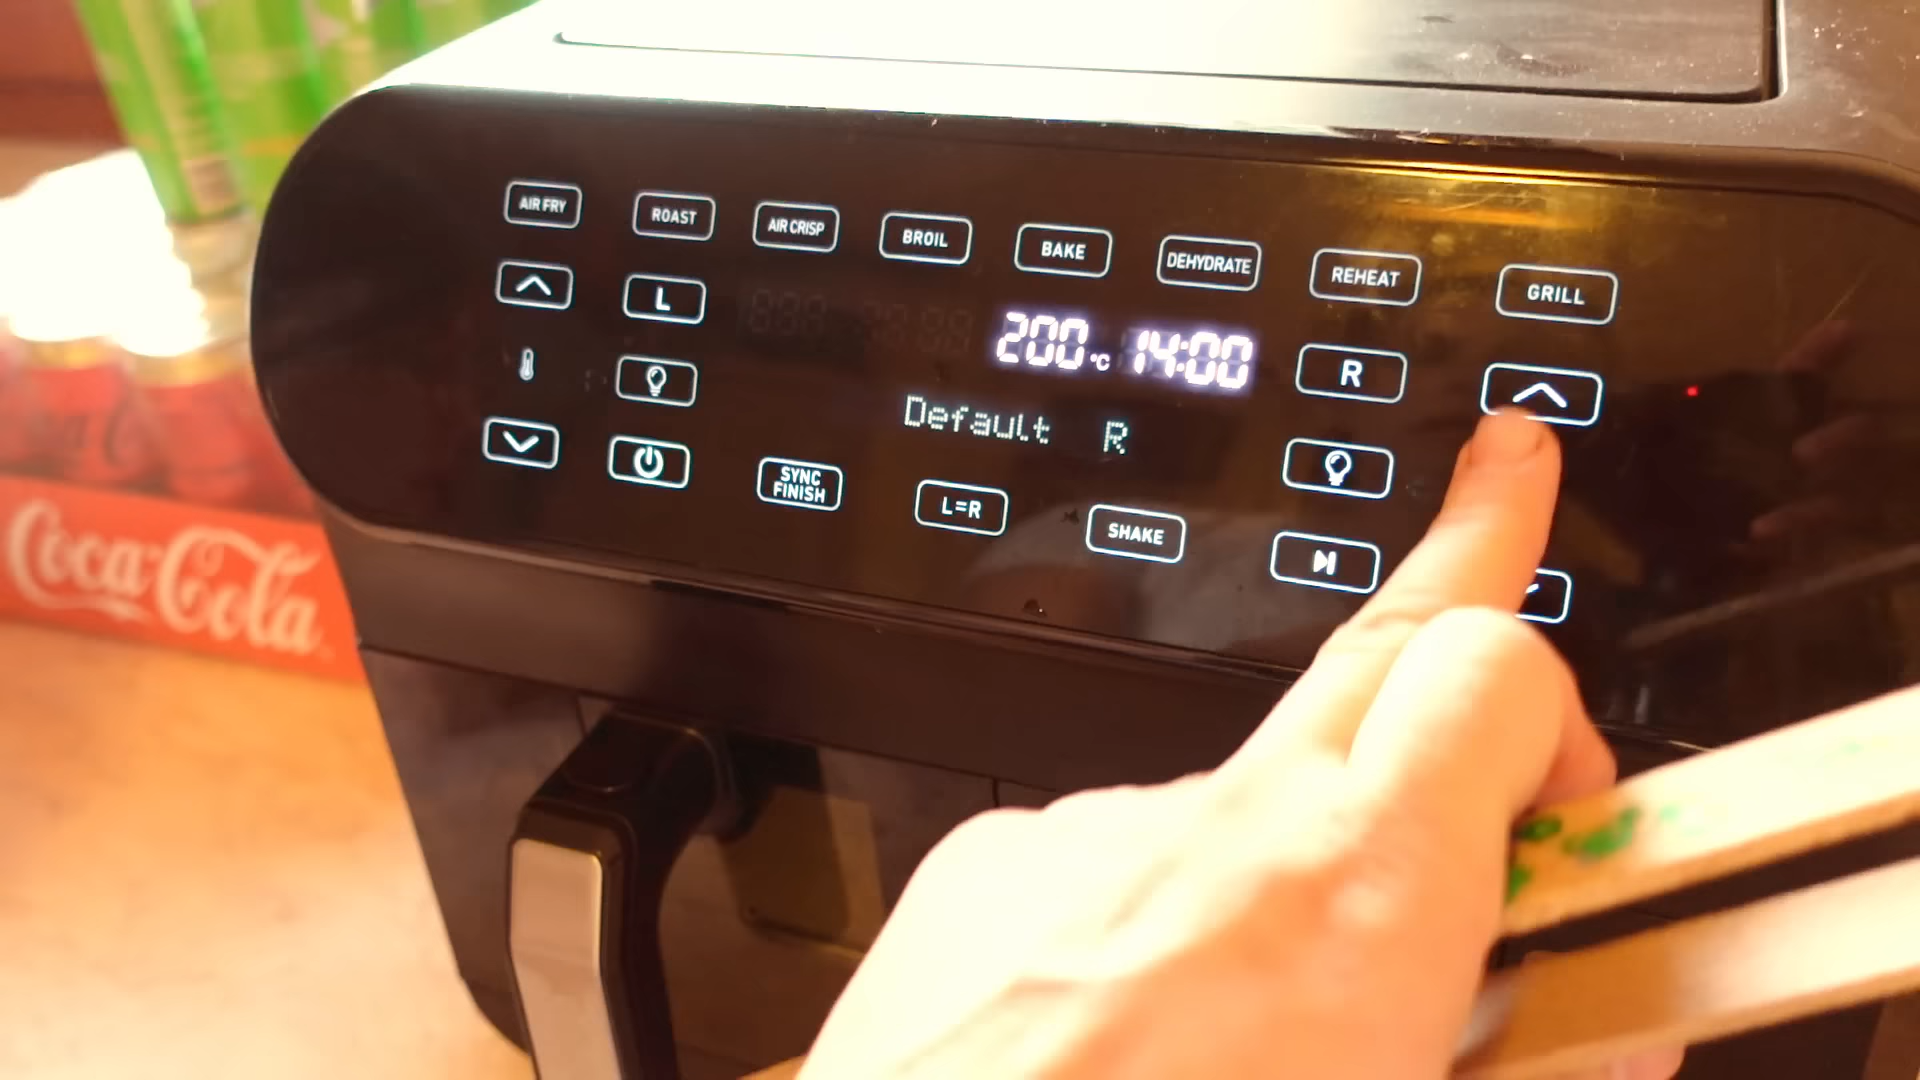 AIR FRY
ROAST
AIR CRISP
BROIL
BAKE
DEHYDRATE
REHEAT
GRILL
L
200°C 14:00
R
Default R
SYNC
FINISH
L=R
SHAKE
Coca-Cola